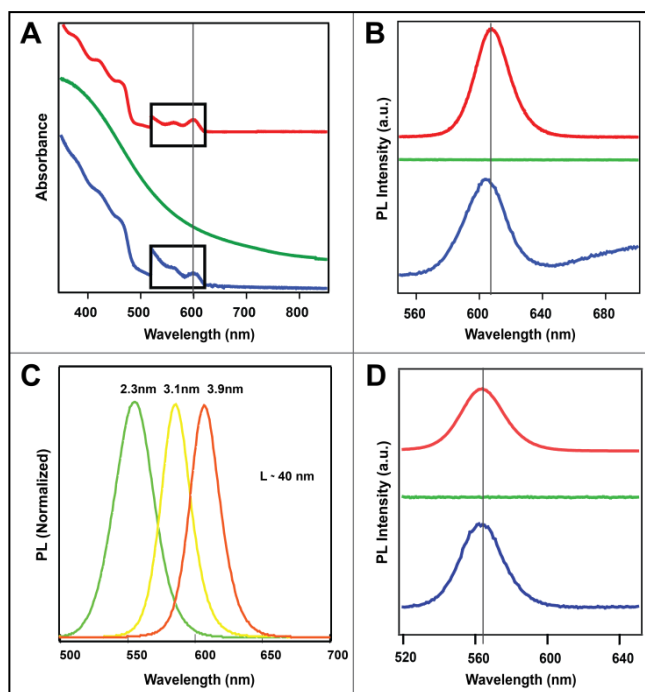 A
Absorbance
400 500 600 700 800
Wavelength (nm)
B
PL Intensity (a.u.)
560 600 640 680
Wavelength (nm)
C
2.3nm 3.1nm 3.9nm
L ~ 40 nm
PL (Normalized)
500 550 600 650 700
Wavelength (nm)
D
PL Intensity (a.u.)
520 560 600 640
Wavelength (nm)